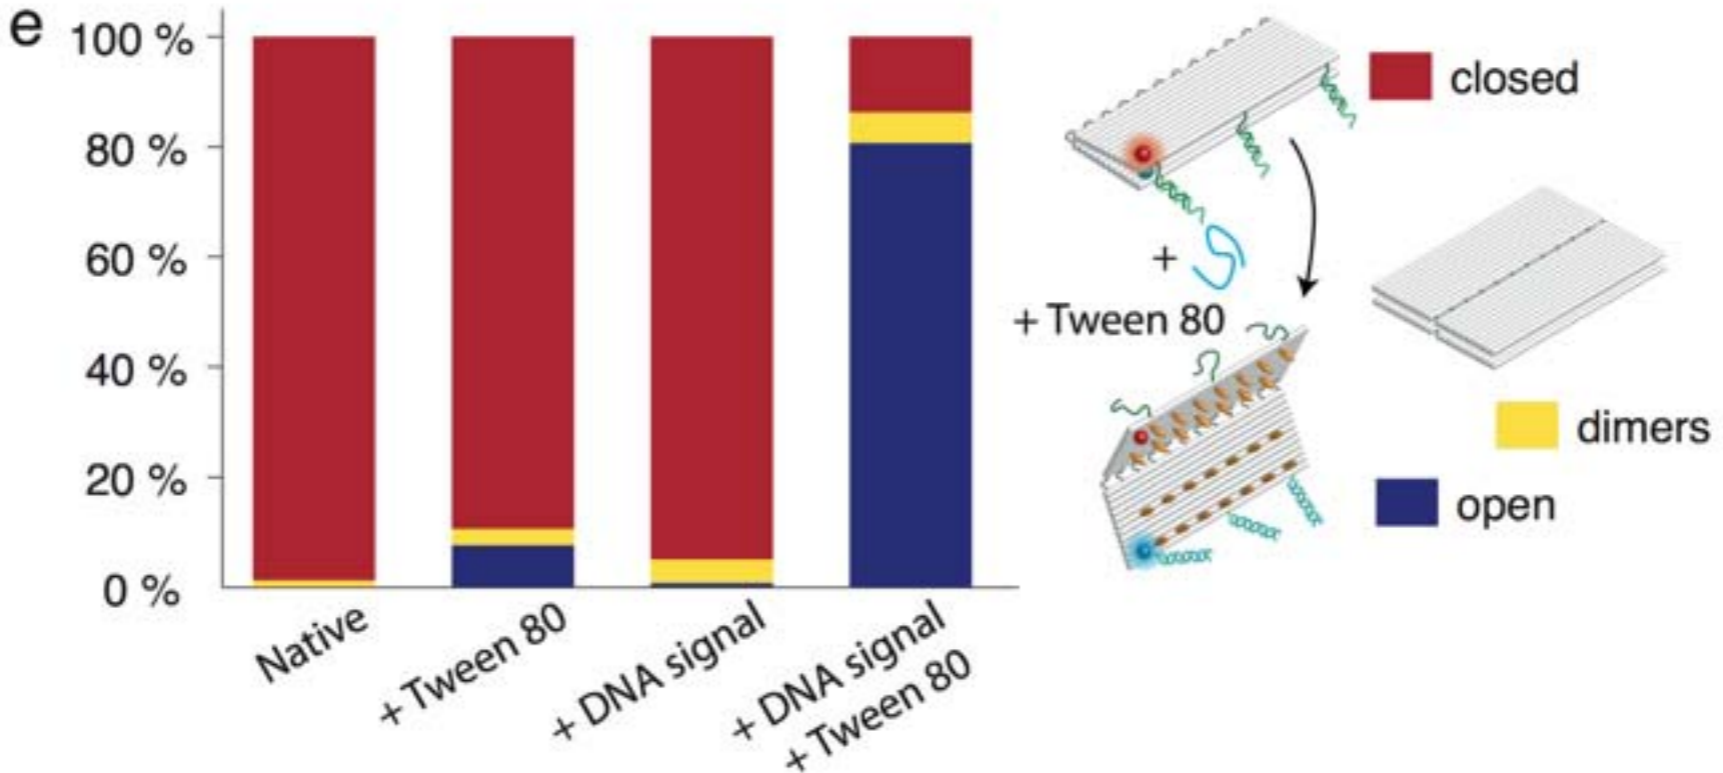 e
100 %
80 %
60 %
40 %
20 %
0 %
Native
+ Tween 80
+ DNA signal
+ DNA signal
+ Tween 80
+
+ Tween 80
closed
dimers
open